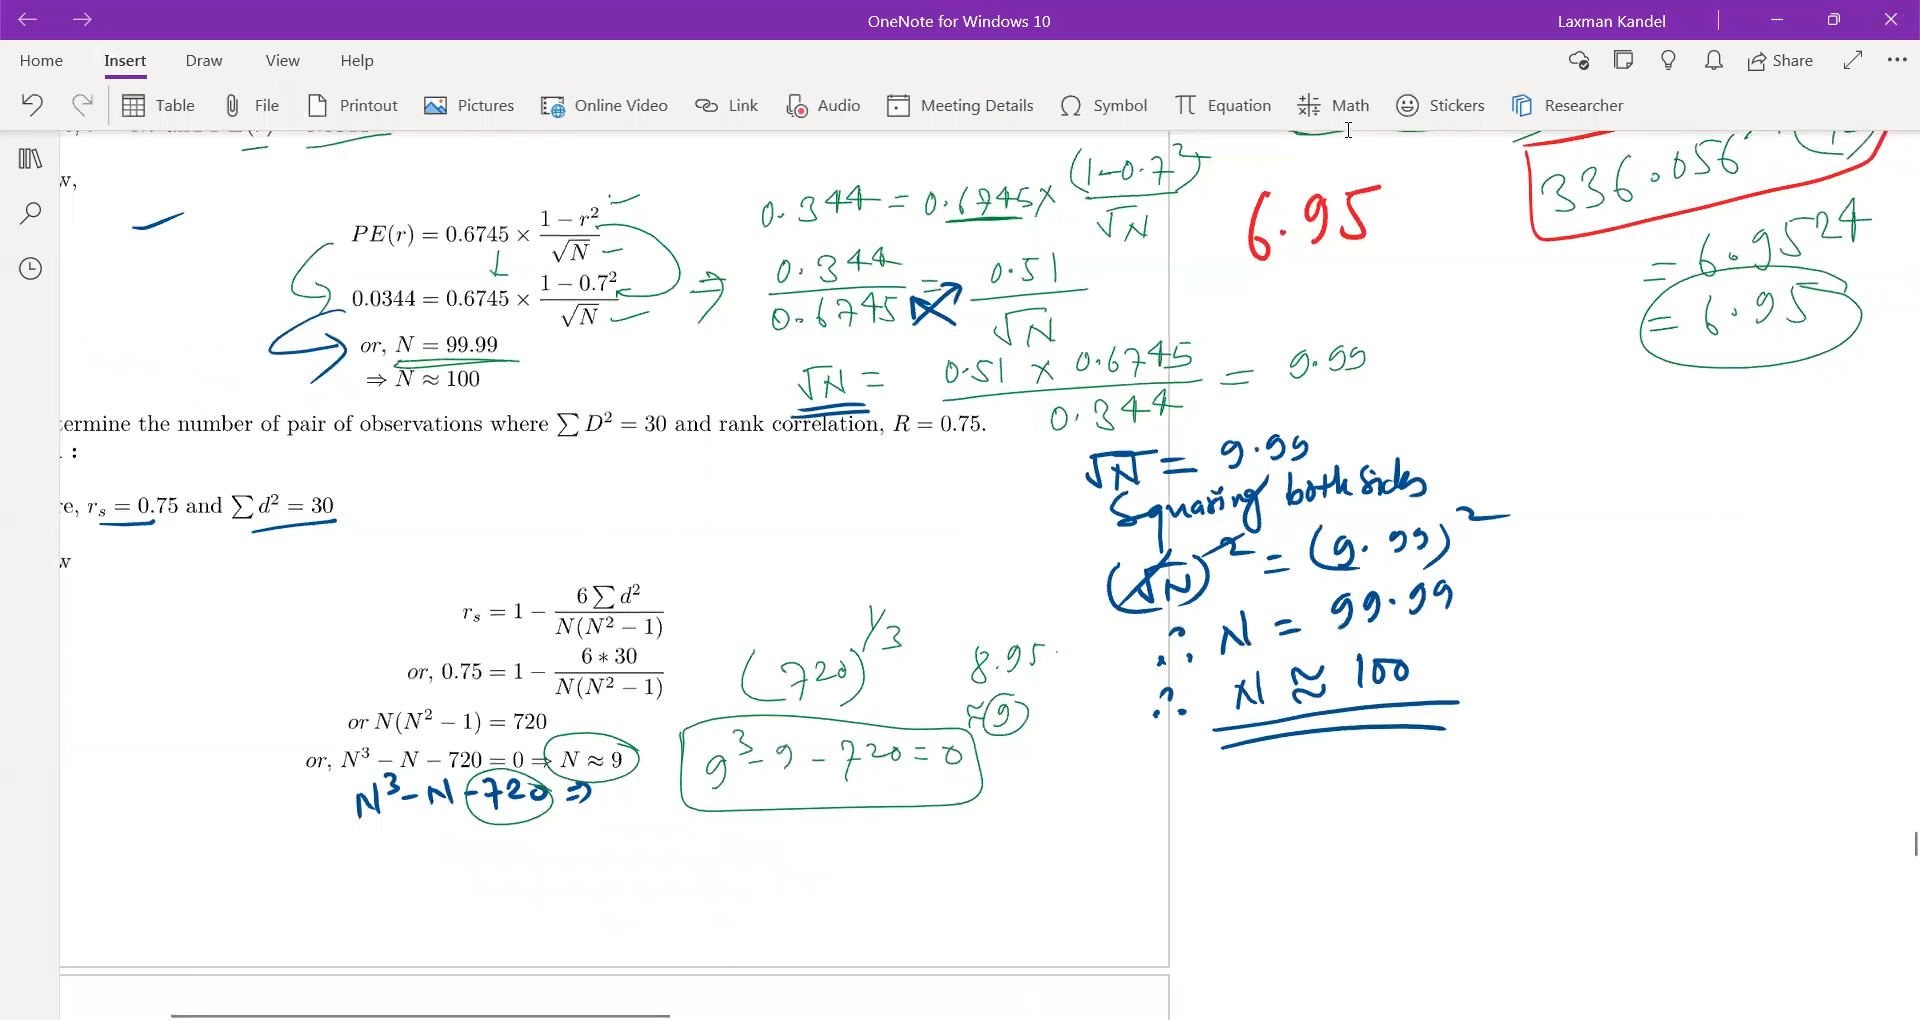 OneNote for Windows 10
Laxman Kandel
Home Insert Draw View Help
Share
Table File Printout Pictures Online Video Link Audio Meeting Details Symbol Equation Math Stickers Researcher
w,
PE(r) = 0.6745 × (1 − r²)/√N
0.0344 = 0.6745 × (1 − 0.7²)/√N
or, N = 99.99
⇒ N ≈ 100
0.344 = 0.6745 × (1-0.7²)/√N
⇒ 0.344/0.6745 = 0.51/√N
√N = (0.51 × 0.6745)/0.344 = 9.99
6.95
336.056
= 6.9524
= 6.95
termine the number of pair of observations where ∑ D² = 30 and rank correlation, R = 0.75.
:
re, rₛ = 0.75 and ∑ d² = 30
w
√N = 9.99
Squaring both sides
(√N)² = (9.99)²
∴ N = 99.99
∴ N ≈ 100
rₛ = 1 − 6 ∑ d²/N(N² − 1)
or, 0.75 = 1 − 6 ∗ 30/N(N² − 1)
or N(N² − 1) = 720
or, N³ − N − 720 = 0 ⇒ N ≈ 9
N³ - N - 720 ⇒
(720)^1/3
8.95
≈ 9
9³ - 9 - 720 = 0